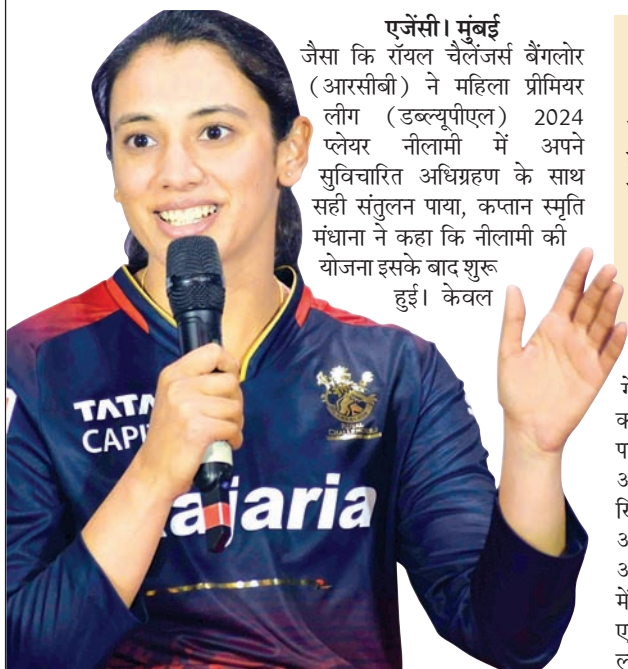 एजेंसी। मुंबई
जैसा कि रॉयल चैलेंजर्स बैंगलोर
(आरसीबी) ने महिला प्रीमियर
लीग (डब्ल्यूपीएल) 2024
प्लेयर नीलामी में अपने
सुविचारित अधिग्रहण के साथ
सही संतुलन पाया, कप्तान स्मृति
मंधाना ने कहा कि नीलामी की
योजना इसके बाद शुरू
हुई। केवल
TATA
CAPI
ajaria
में